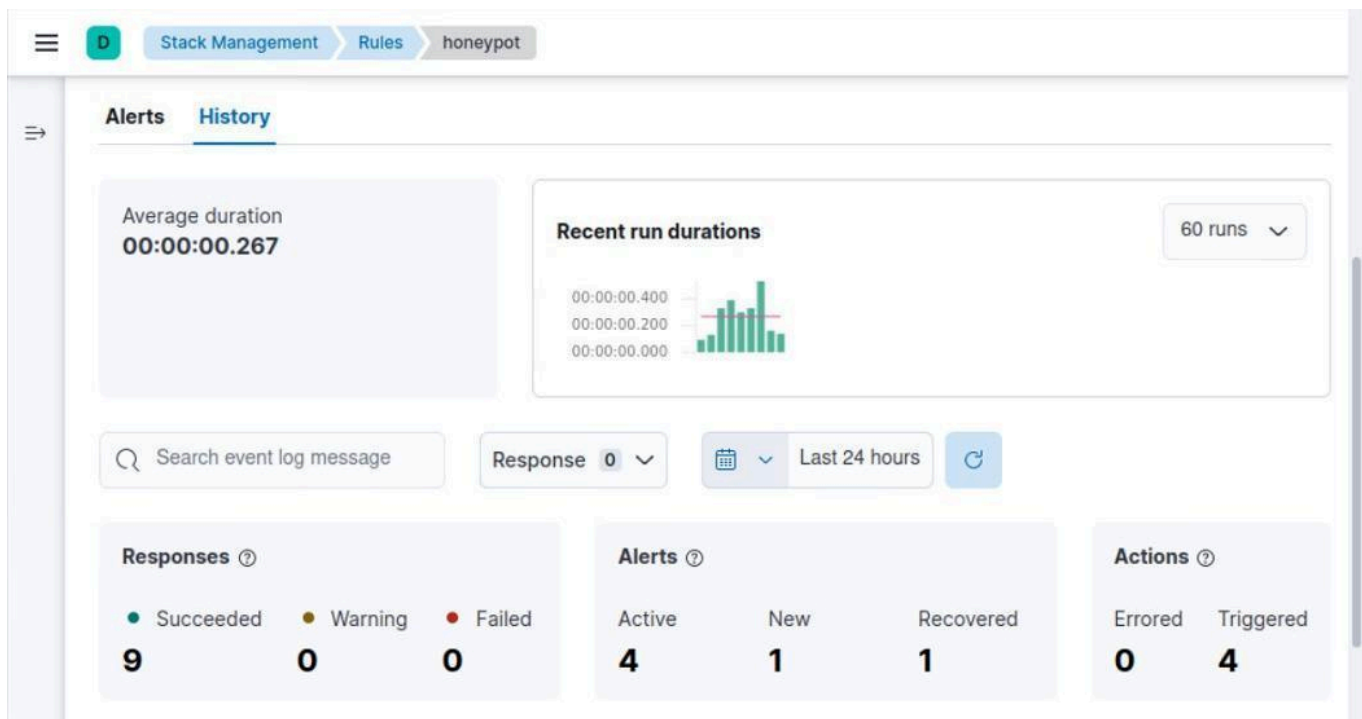 D Stack Management Rules honeypot
Alerts History
Average duration
00:00:00.267
Recent run durations
60 runs
00:00:00.400
00:00:00.200
00:00:00.000
Search event log message
Response 0
Last 24 hours
Responses
Succeeded Warning Failed
9 0 0
Alerts
Active New Recovered
4 1 1
Actions
Errored Triggered
0 4